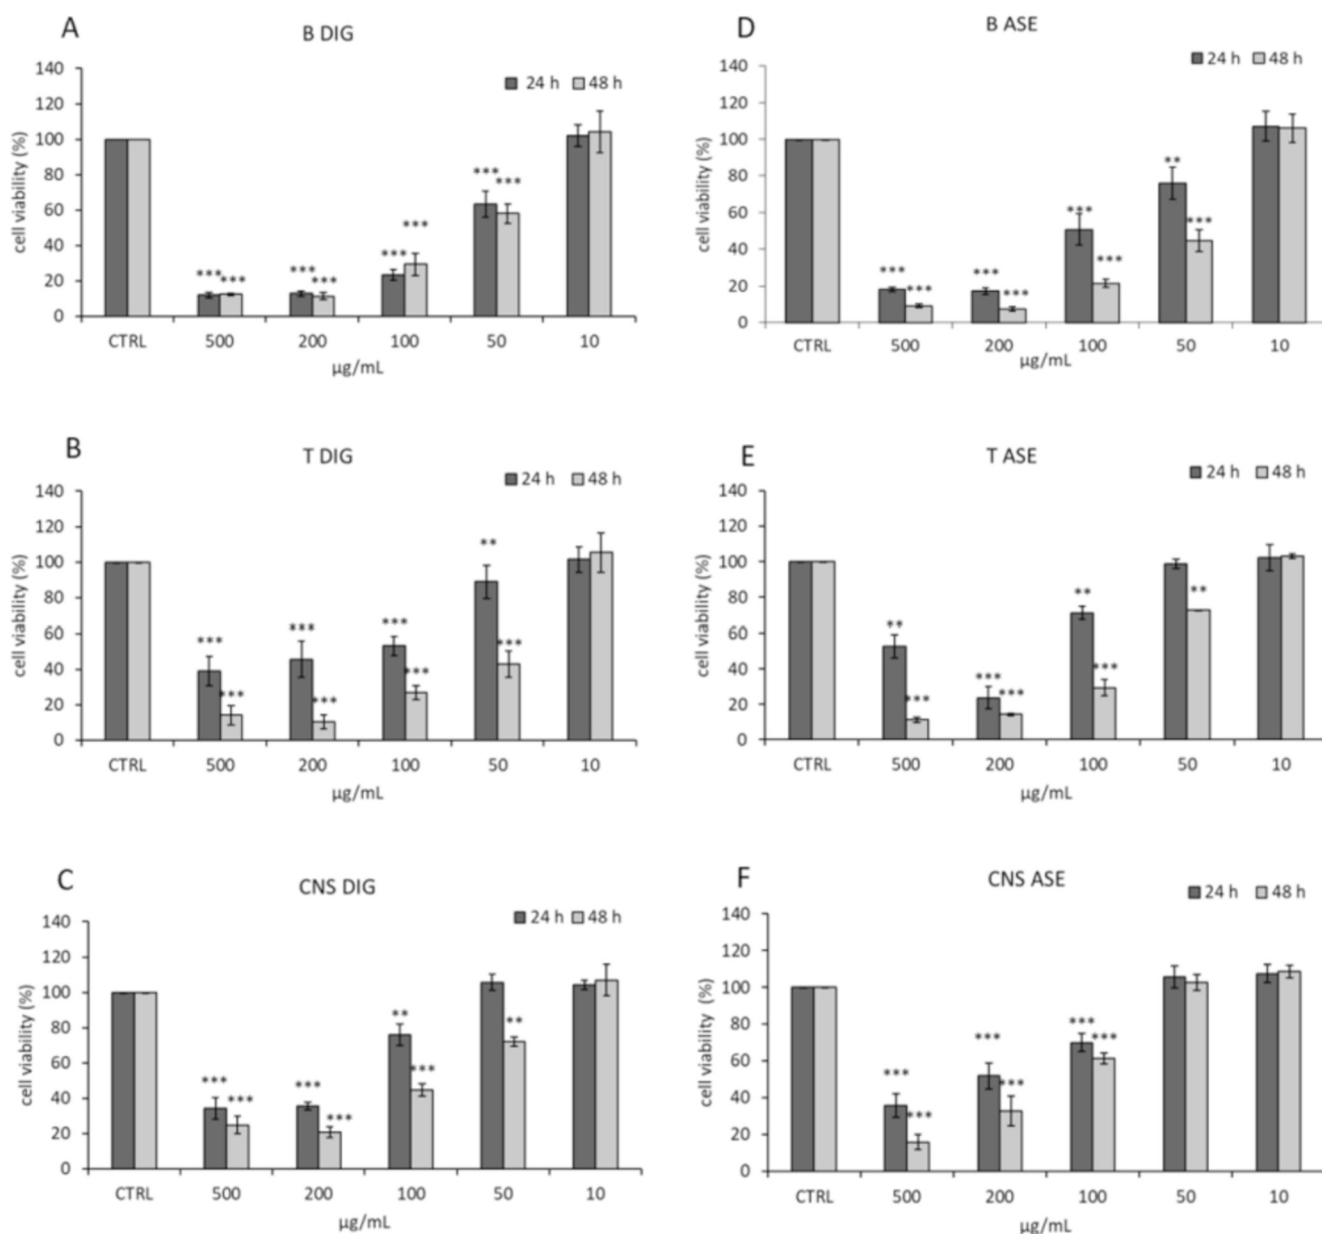 A
B DIG
24 h 48 h
cell viability (%)
140
120
100
80
60
40
20
0
*** *** *** *** *** *** *** ***
CTRL 500 200 100 50 10
µg/mL
D
B ASE
24 h 48 h
cell viability (%)
140
120
100
80
60
40
20
0
*** *** *** *** *** *** ** ***
CTRL 500 200 100 50 10
µg/mL
B
T DIG
24 h 48 h
cell viability (%)
140
120
100
80
60
40
20
0
*** *** *** *** *** *** ** ***
CTRL 500 200 100 50 10
µg/mL
E
T ASE
24 h 48 h
cell viability (%)
140
120
100
80
60
40
20
0
** *** *** *** ** *** **
CTRL 500 200 100 50 10
µg/mL
C
CNS DIG
24 h 48 h
cell viability (%)
140
120
100
80
60
40
20
0
*** *** *** *** ** *** **
CTRL 500 200 100 50 10
µg/mL
F
CNS ASE
24 h 48 h
cell viability (%)
140
120
100
80
60
40
20
0
*** *** *** *** *** ***
CTRL 500 200 100 50 10
µg/mL